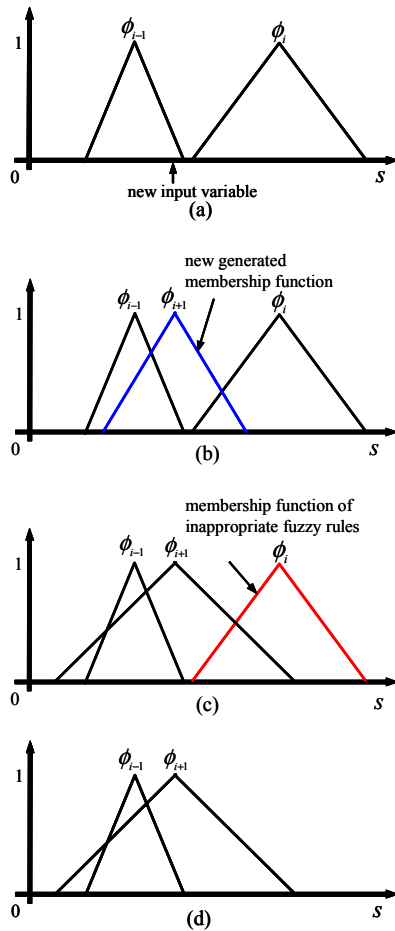 ϕi−1 ϕi
1
0 s
new input variable
(a)
new generated
membership function
ϕi−1 ϕi+1 ϕi
1
0 s
(b)
membership function of
inappropriate fuzzy rules
ϕi−1 ϕi+1 ϕi
1
0 s
(c)
ϕi−1 ϕi+1
1
0 s
(d)